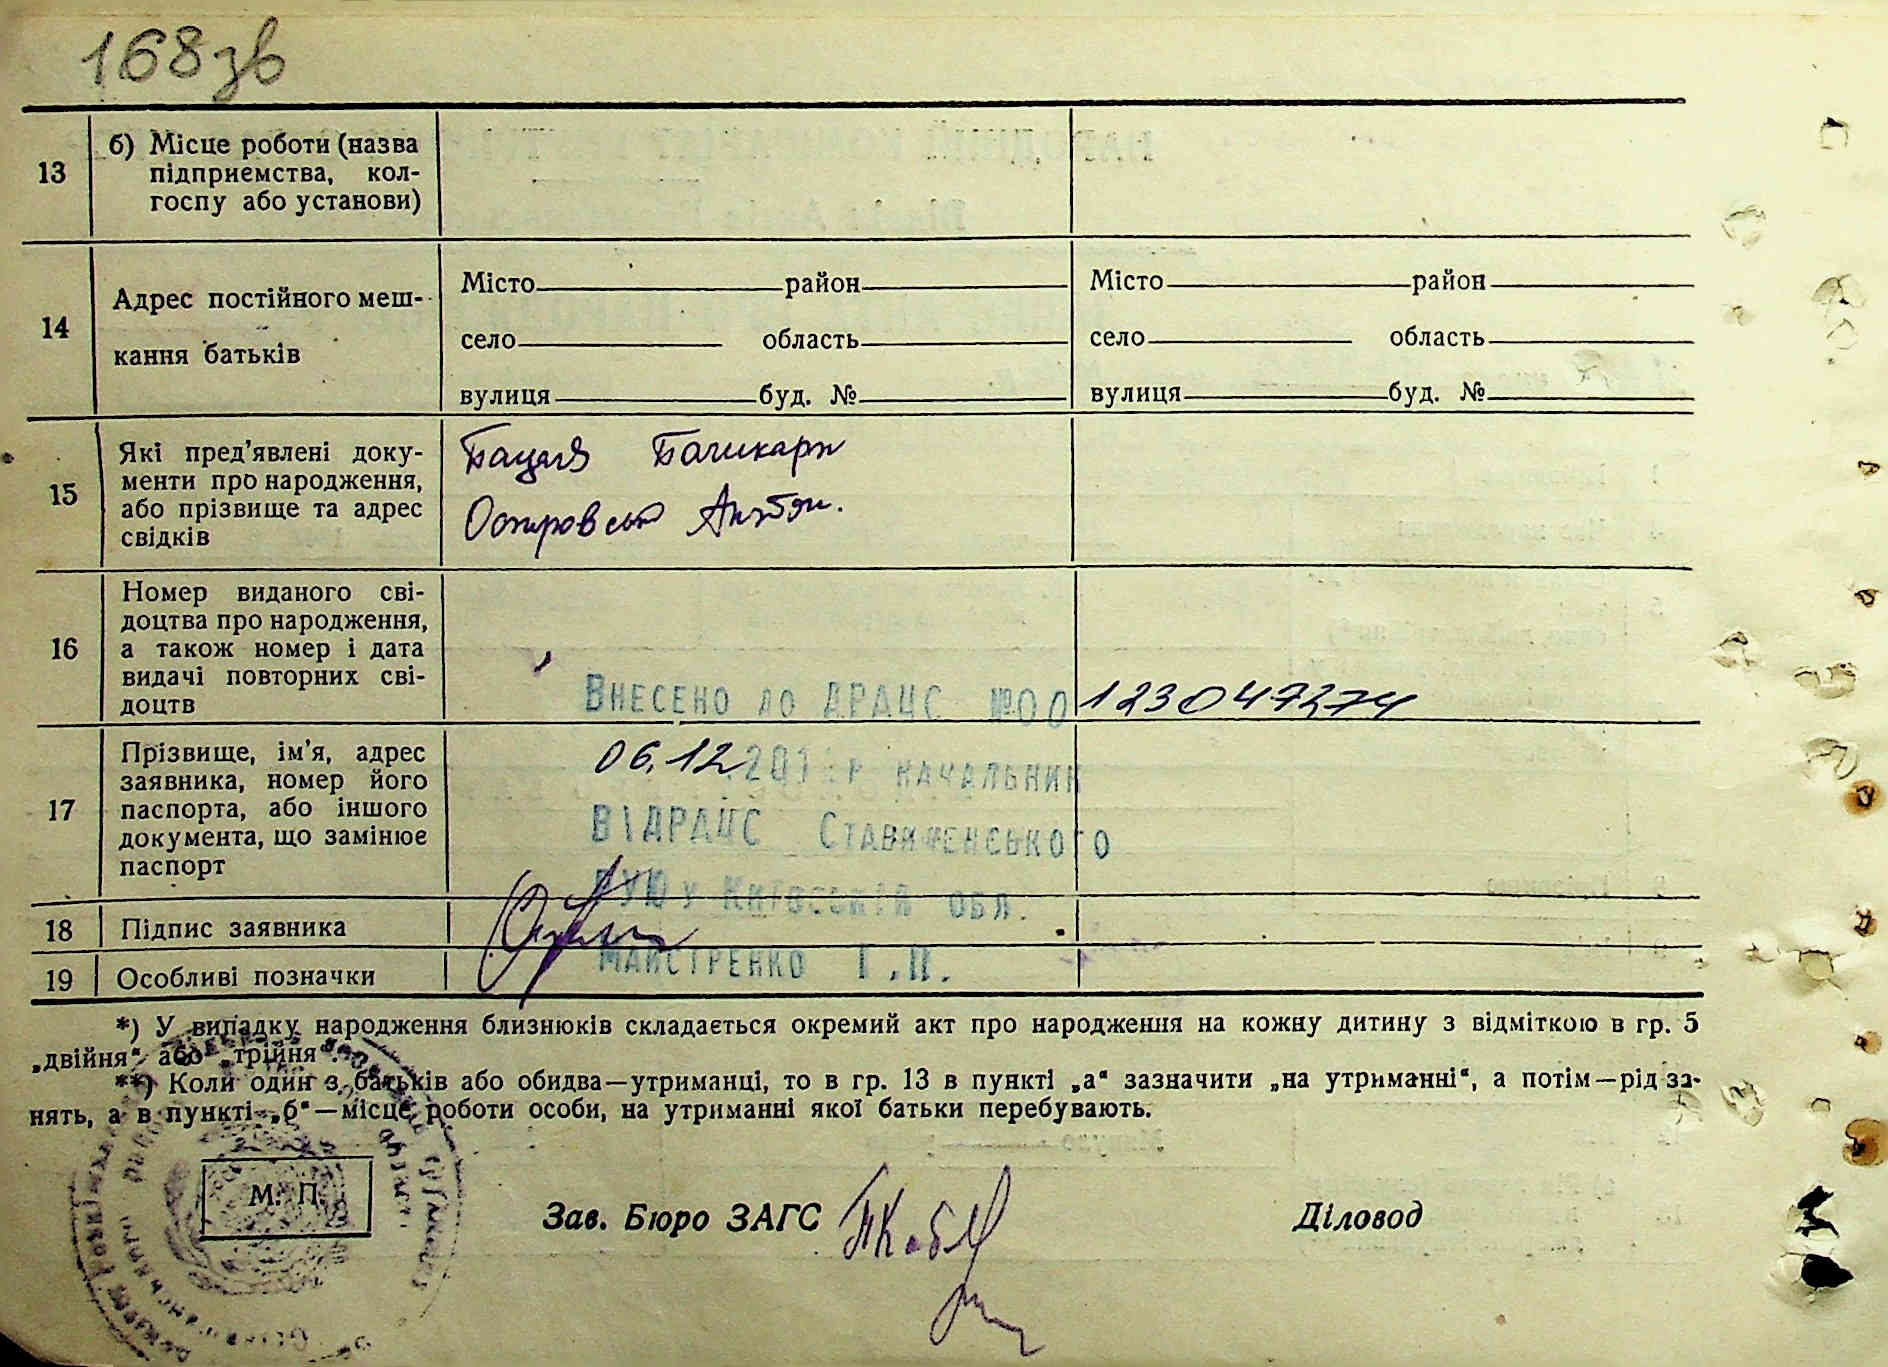 168 зв
13 б) Місце роботи (назва
підприємства, кол-
госпу або установи)
14 Адрес постійного меш-
кання батьків
Місто район Місто район
село область село область
вулиця буд. № вулиця буд. №
15 Які пред'явлені доку-
менти про народження,
або прізвище та адрес
свідків
16 Номер виданого сві-
доцтва про народження,
а також номер і дата
видачі повторних сві-
доцтв
Внесено до ДРАЦС №00 123047274
17 Прізвище, ім'я, адрес
заявника, номер його
паспорта, або іншого
документа, що замінює
паспорт
06.12 201 р начальник
ВІДРАЦС Ставищенського
РУЮ у Київській обл.
Майстренко Г.П.
18 Підпис заявника
19 Особливі позначки
*) У випадку народження близнюків складається окремий акт про народження на кожну дитину з відміткою в гр. 5
„двійня" або „трійня".
**) Коли один з батьків або обидва—утриманці, то в гр. 13 в пункті „а" зазначити „на утриманні", а потім—рід за-
нять, а в пункті „б"—місце роботи особи, на утриманні якої батьки перебувають.
М. П.
Зав. Бюро ЗАГС Діловод